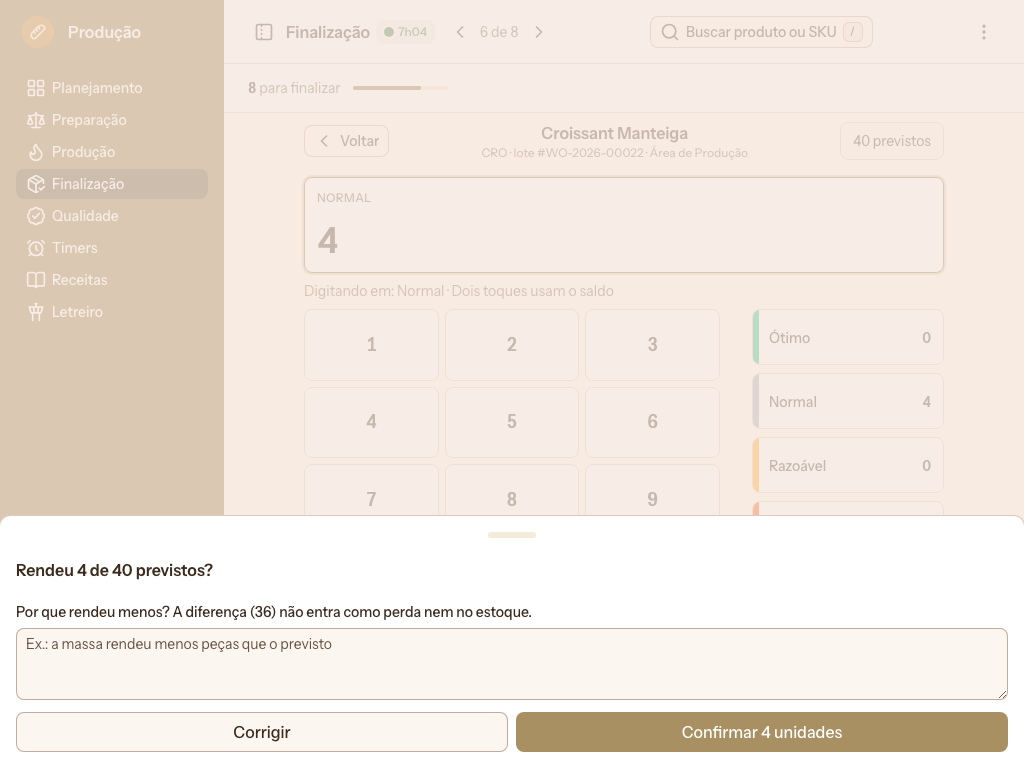 Produção
Planejamento
Preparação
Produção
Finalização
Qualidade
Timers
Receitas
Letreiro
Finalização 7h04 6 de 8 Buscar produto ou SKU /
8 para finalizar
Voltar Croissant Manteiga 40 previstos
CRO · lote #WO-2026-00022 · Área de Produção
NORMAL
4
Digitando em: Normal · Dois toques usam o saldo
1 2 3 Ótimo 0
4 5 6 Normal 4
7 8 9 Razoável 0
Rendeu 4 de 40 previstos?
Por que rendeu menos? A diferença (36) não entra como perda nem no estoque.
Ex.: a massa rendeu menos peças que o previsto
Corrigir Confirmar 4 unidades